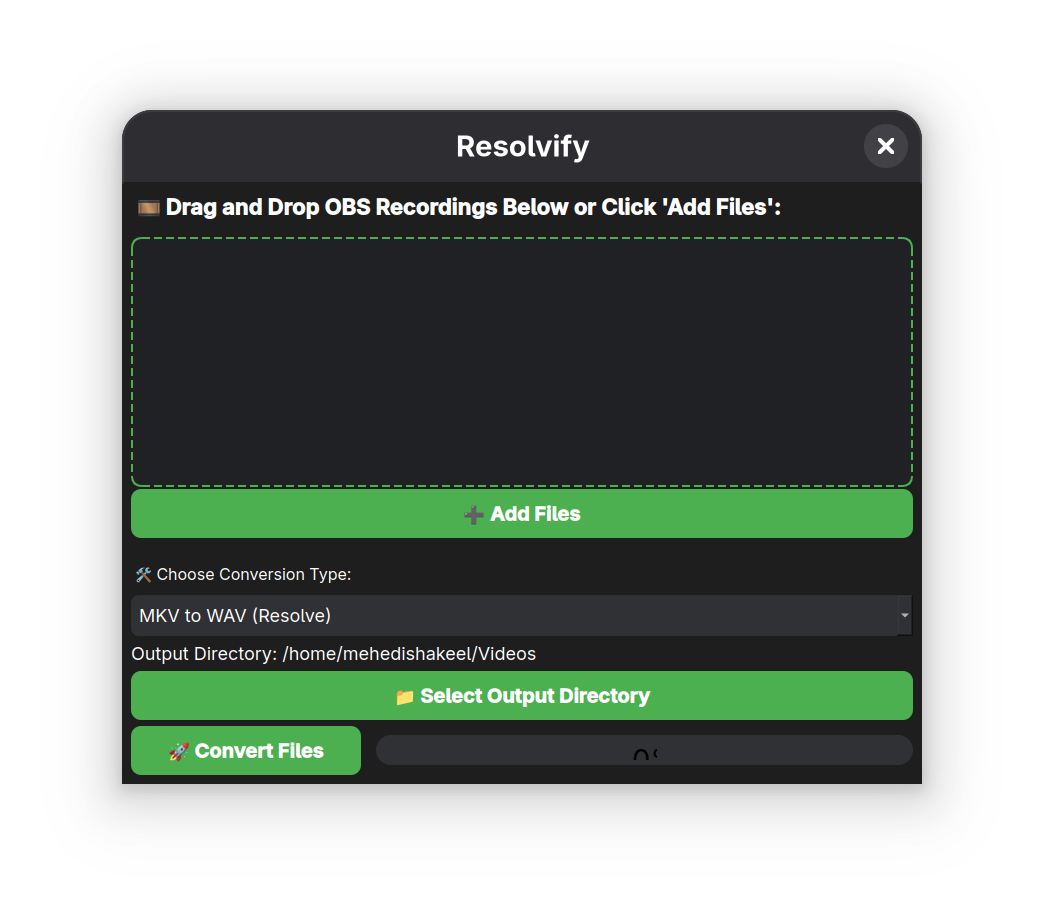 Resolvify
Drag and Drop OBS Recordings Below or Click 'Add Files':
Add Files
Choose Conversion Type:
MKV to WAV (Resolve)
Output Directory: /home/mehedishakeel/Videos
Select Output Directory
Convert Files